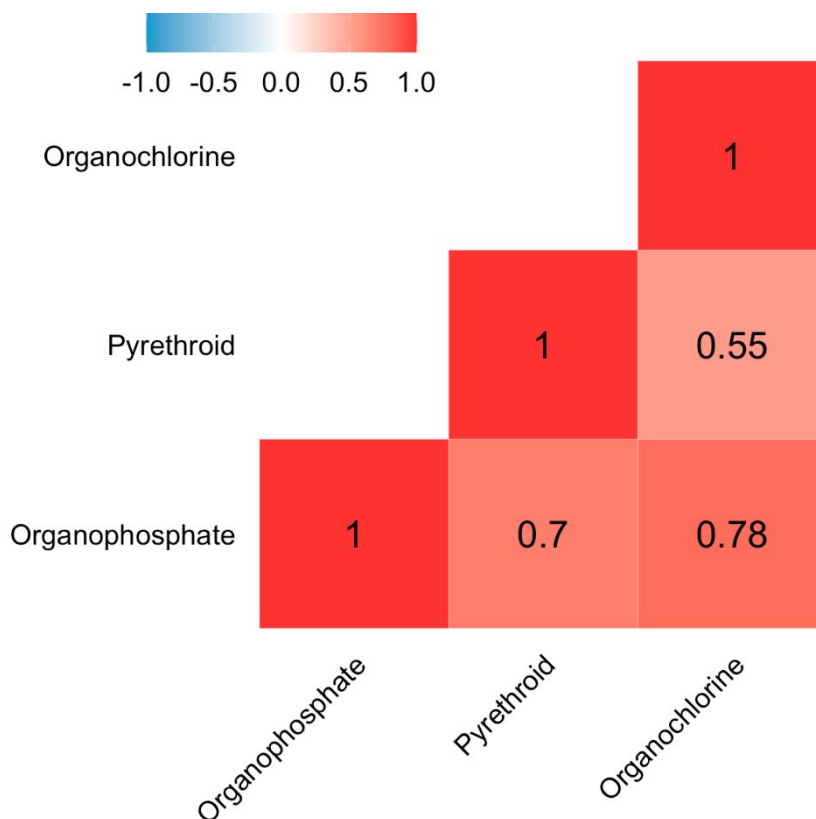 -1.0 -0.5 0.0 0.5 1.0
Organochlorine 1
Pyrethroid 1 0.55
Organophosphate 1 0.7 0.78
Organophosphate Pyrethroid Organochlorine